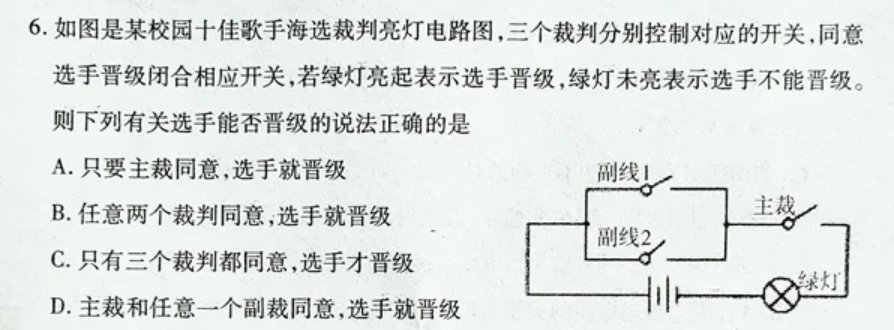 6. 如图是某校园十佳歌手海选裁判亮灯电路图,三个裁判分别控制对应的开关,同意
选手晋级闭合相应开关,若绿灯亮起表示选手晋级,绿灯未亮表示选手不能晋级。
则下列有关选手能否晋级的说法正确的是
A. 只要主裁同意,选手就晋级
B. 任意两个裁判同意,选手就晋级
C. 只有三个裁判都同意,选手才晋级
D. 主裁和任意一个副裁同意,选手就晋级
副线1
主裁
副线2
绿灯